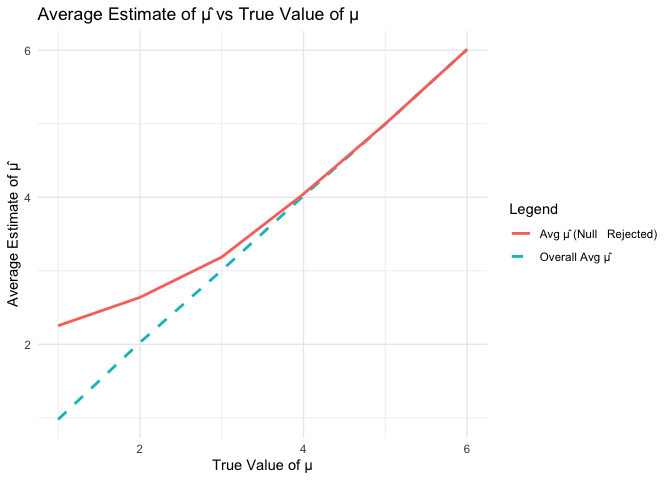 Average Estimate of μ̂ vs True Value of μ
Average Estimate of μ̂
6
4
2
2
4
6
True Value of μ
Legend
Avg μ̂ (Null   Rejected)
Overall Avg μ̂